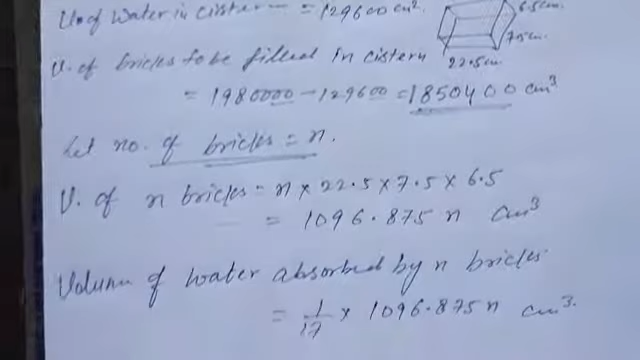 V. of Water in cistern = 129600 cm².
6.5cm.
7.5cm.
22.5cm
V. of bricks to be filled in cistern
= 1980000 - 129600 = 1850400 cm³
Let no. of bricks = n.
V. of n bricks = n × 22.5 × 7.5 × 6.5
= 1096.875 n cm³
Volume of water absorbed by n bricks
= 1/17 × 1096.875 n cm³.